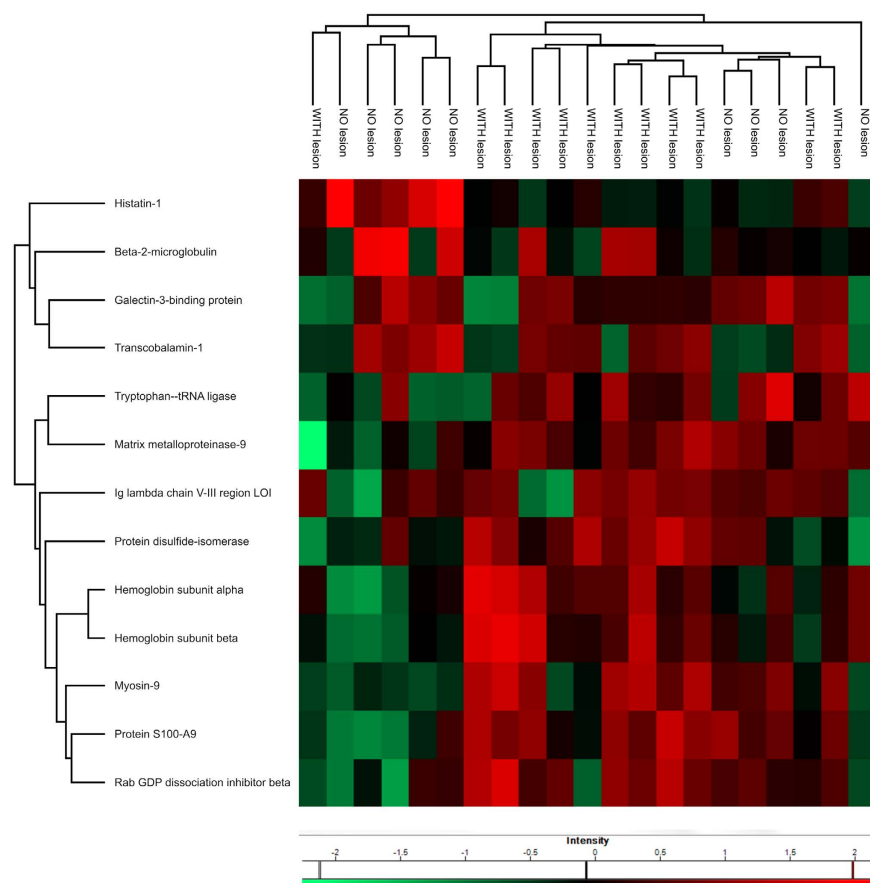 WITH lesion
NO lesion
NO lesion
NO lesion
NO lesion
NO lesion
WITH lesion
WITH lesion
WITH lesion
WITH lesion
WITH lesion
WITH lesion
WITH lesion
WITH lesion
WITH lesion
NO lesion
NO lesion
NO lesion
WITH lesion
WITH lesion
NO lesion
Histatin-1
Beta-2-microglobulin
Galectin-3-binding protein
Transcobalamin-1
Tryptophan--tRNA ligase
Matrix metalloproteinase-9
Ig lambda chain V-III region LOI
Protein disulfide-isomerase
Hemoglobin subunit alpha
Hemoglobin subunit beta
Myosin-9
Protein S100-A9
Rab GDP dissociation inhibitor beta
Intensity
-2 -1.5 -1 -0.5 0 0.5 1 1.5 2